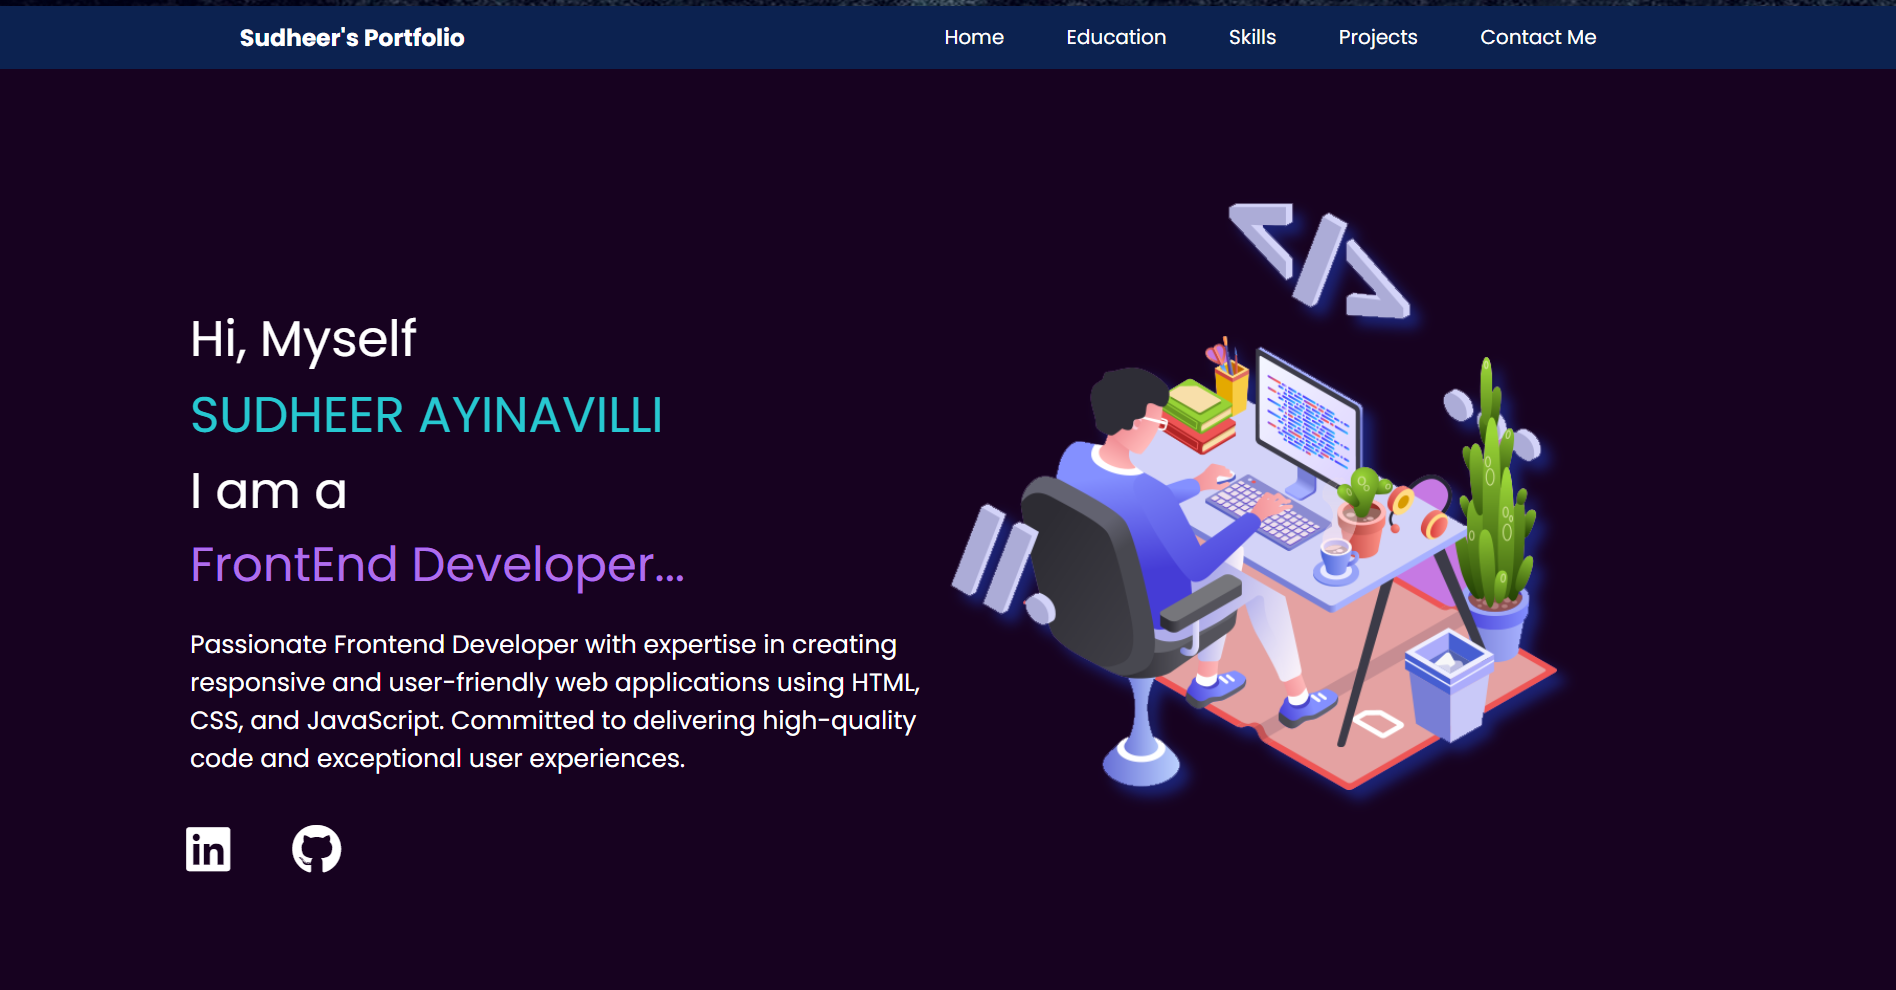 Sudheer's Portfolio
Home
Education
Skills
Projects
Contact Me
</>
Hi, Myself
SUDHEER AYINAVILLI
I am a
FrontEnd Developer...
Passionate Frontend Developer with expertise in creating
responsive and user-friendly web applications using HTML,
CSS, and JavaScript. Committed to delivering high-quality
code and exceptional user experiences.
in